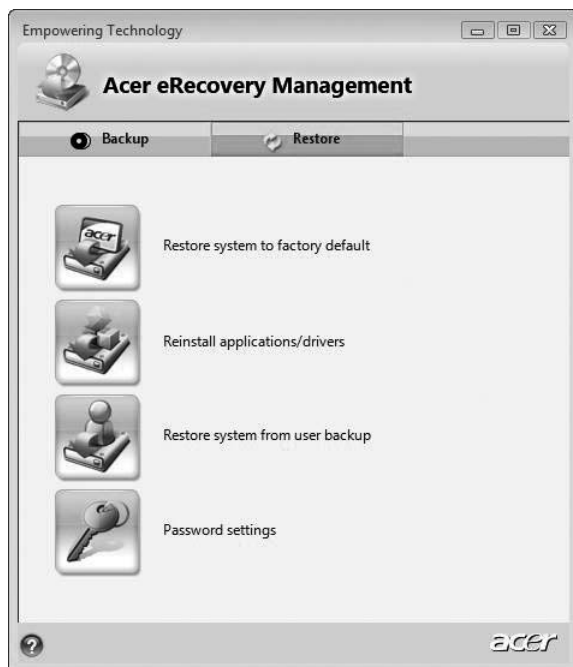 Empowering Technology
Acer eRecovery Management
Backup
Restore
acer
Restore system to factory default
Reinstall applications/drivers
Restore system from user backup
Password settings
?
acer